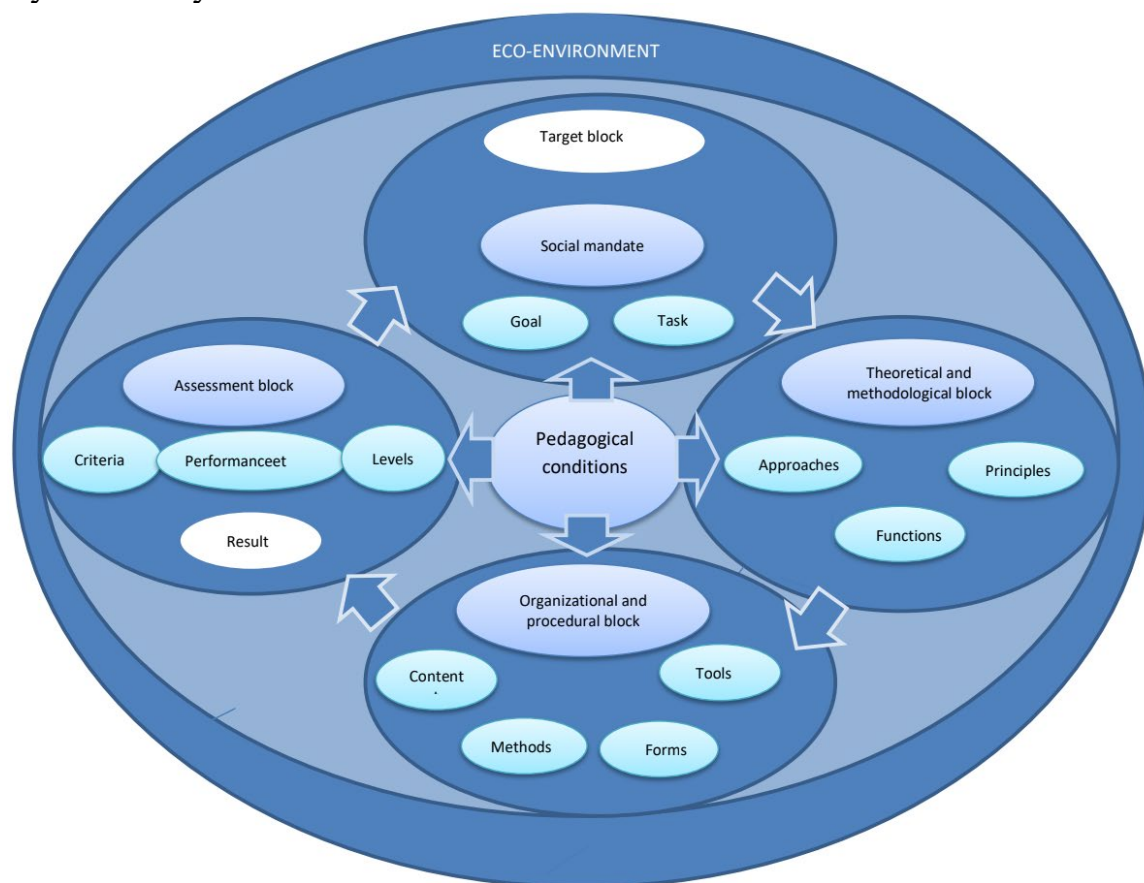 ECO-ENVIRONMENT
Target block
Social mandate
Goal
Task
Assessment block
Criteria
Performanceet
Levels
Result
Pedagogical
conditions
Theoretical and
methodological block
Approaches
Principles
Functions
Organizational and
procedural block
Content
Tools
Methods
Forms